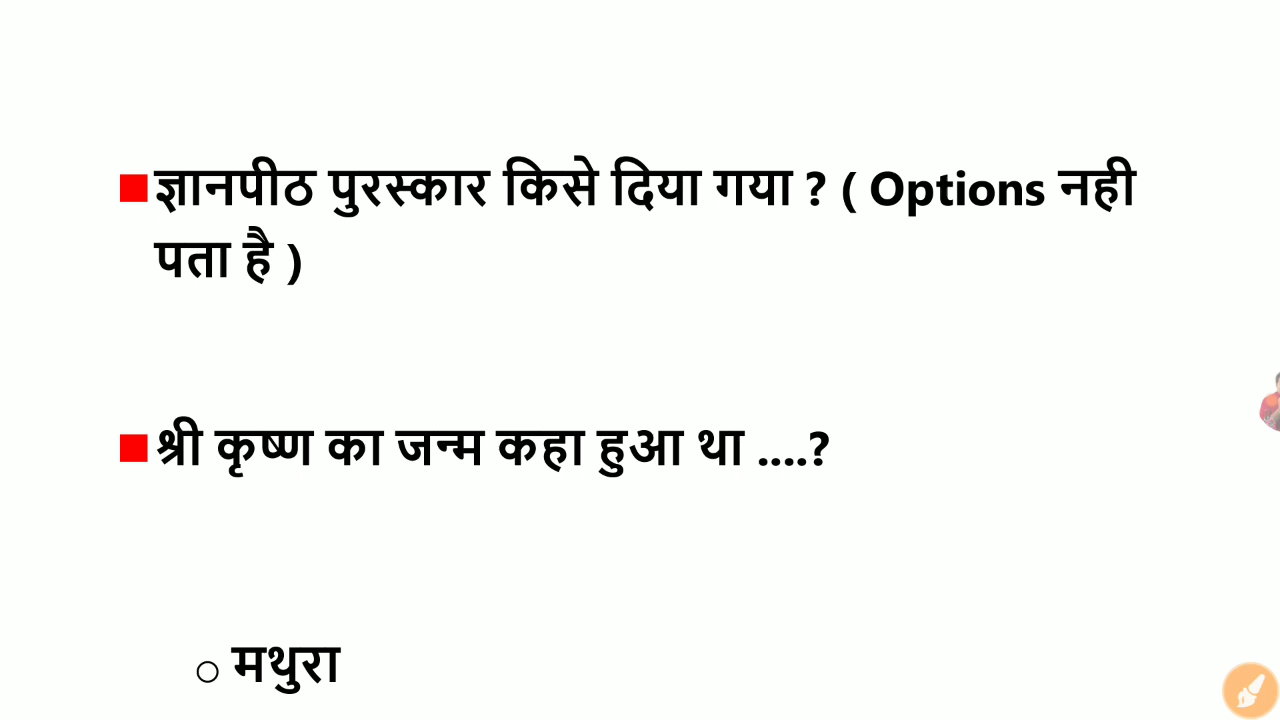 ज्ञानपीठ पुरस्कार किसे दिया गया ? ( Options नही
पता है )
श्री कृष्ण का जन्म कहा हुआ था ....?
मथुरा